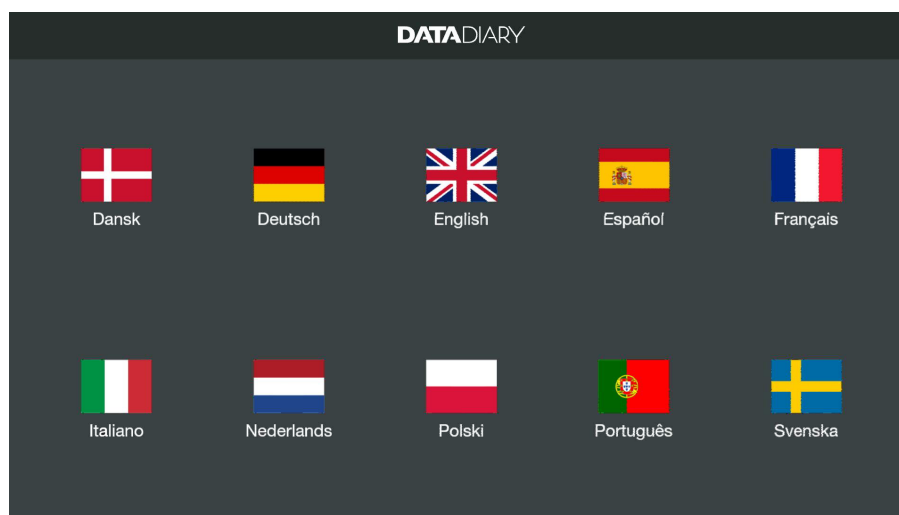 DATADIARY
Dansk
Deutsch
English
Español
Français
Italiano
Nederlands
Polski
Português
Svenska